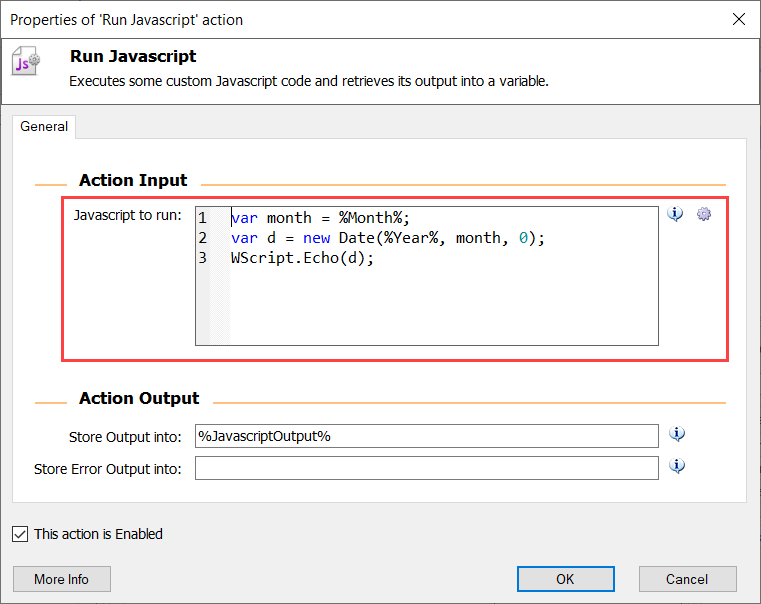 Properties of 'Run Javascript' action
Js
Run Javascript
Executes some custom Javascript code and retrieves its output into a variable.
General
Action Input
Javascript to run:
1 var month = %Month%;
2 var d = new Date(%Year%, month, 0);
3 WScript.Echo(d);
Action Output
Store Output into: %JavascriptOutput%
Store Error Output into:
This action is Enabled
More Info OK Cancel